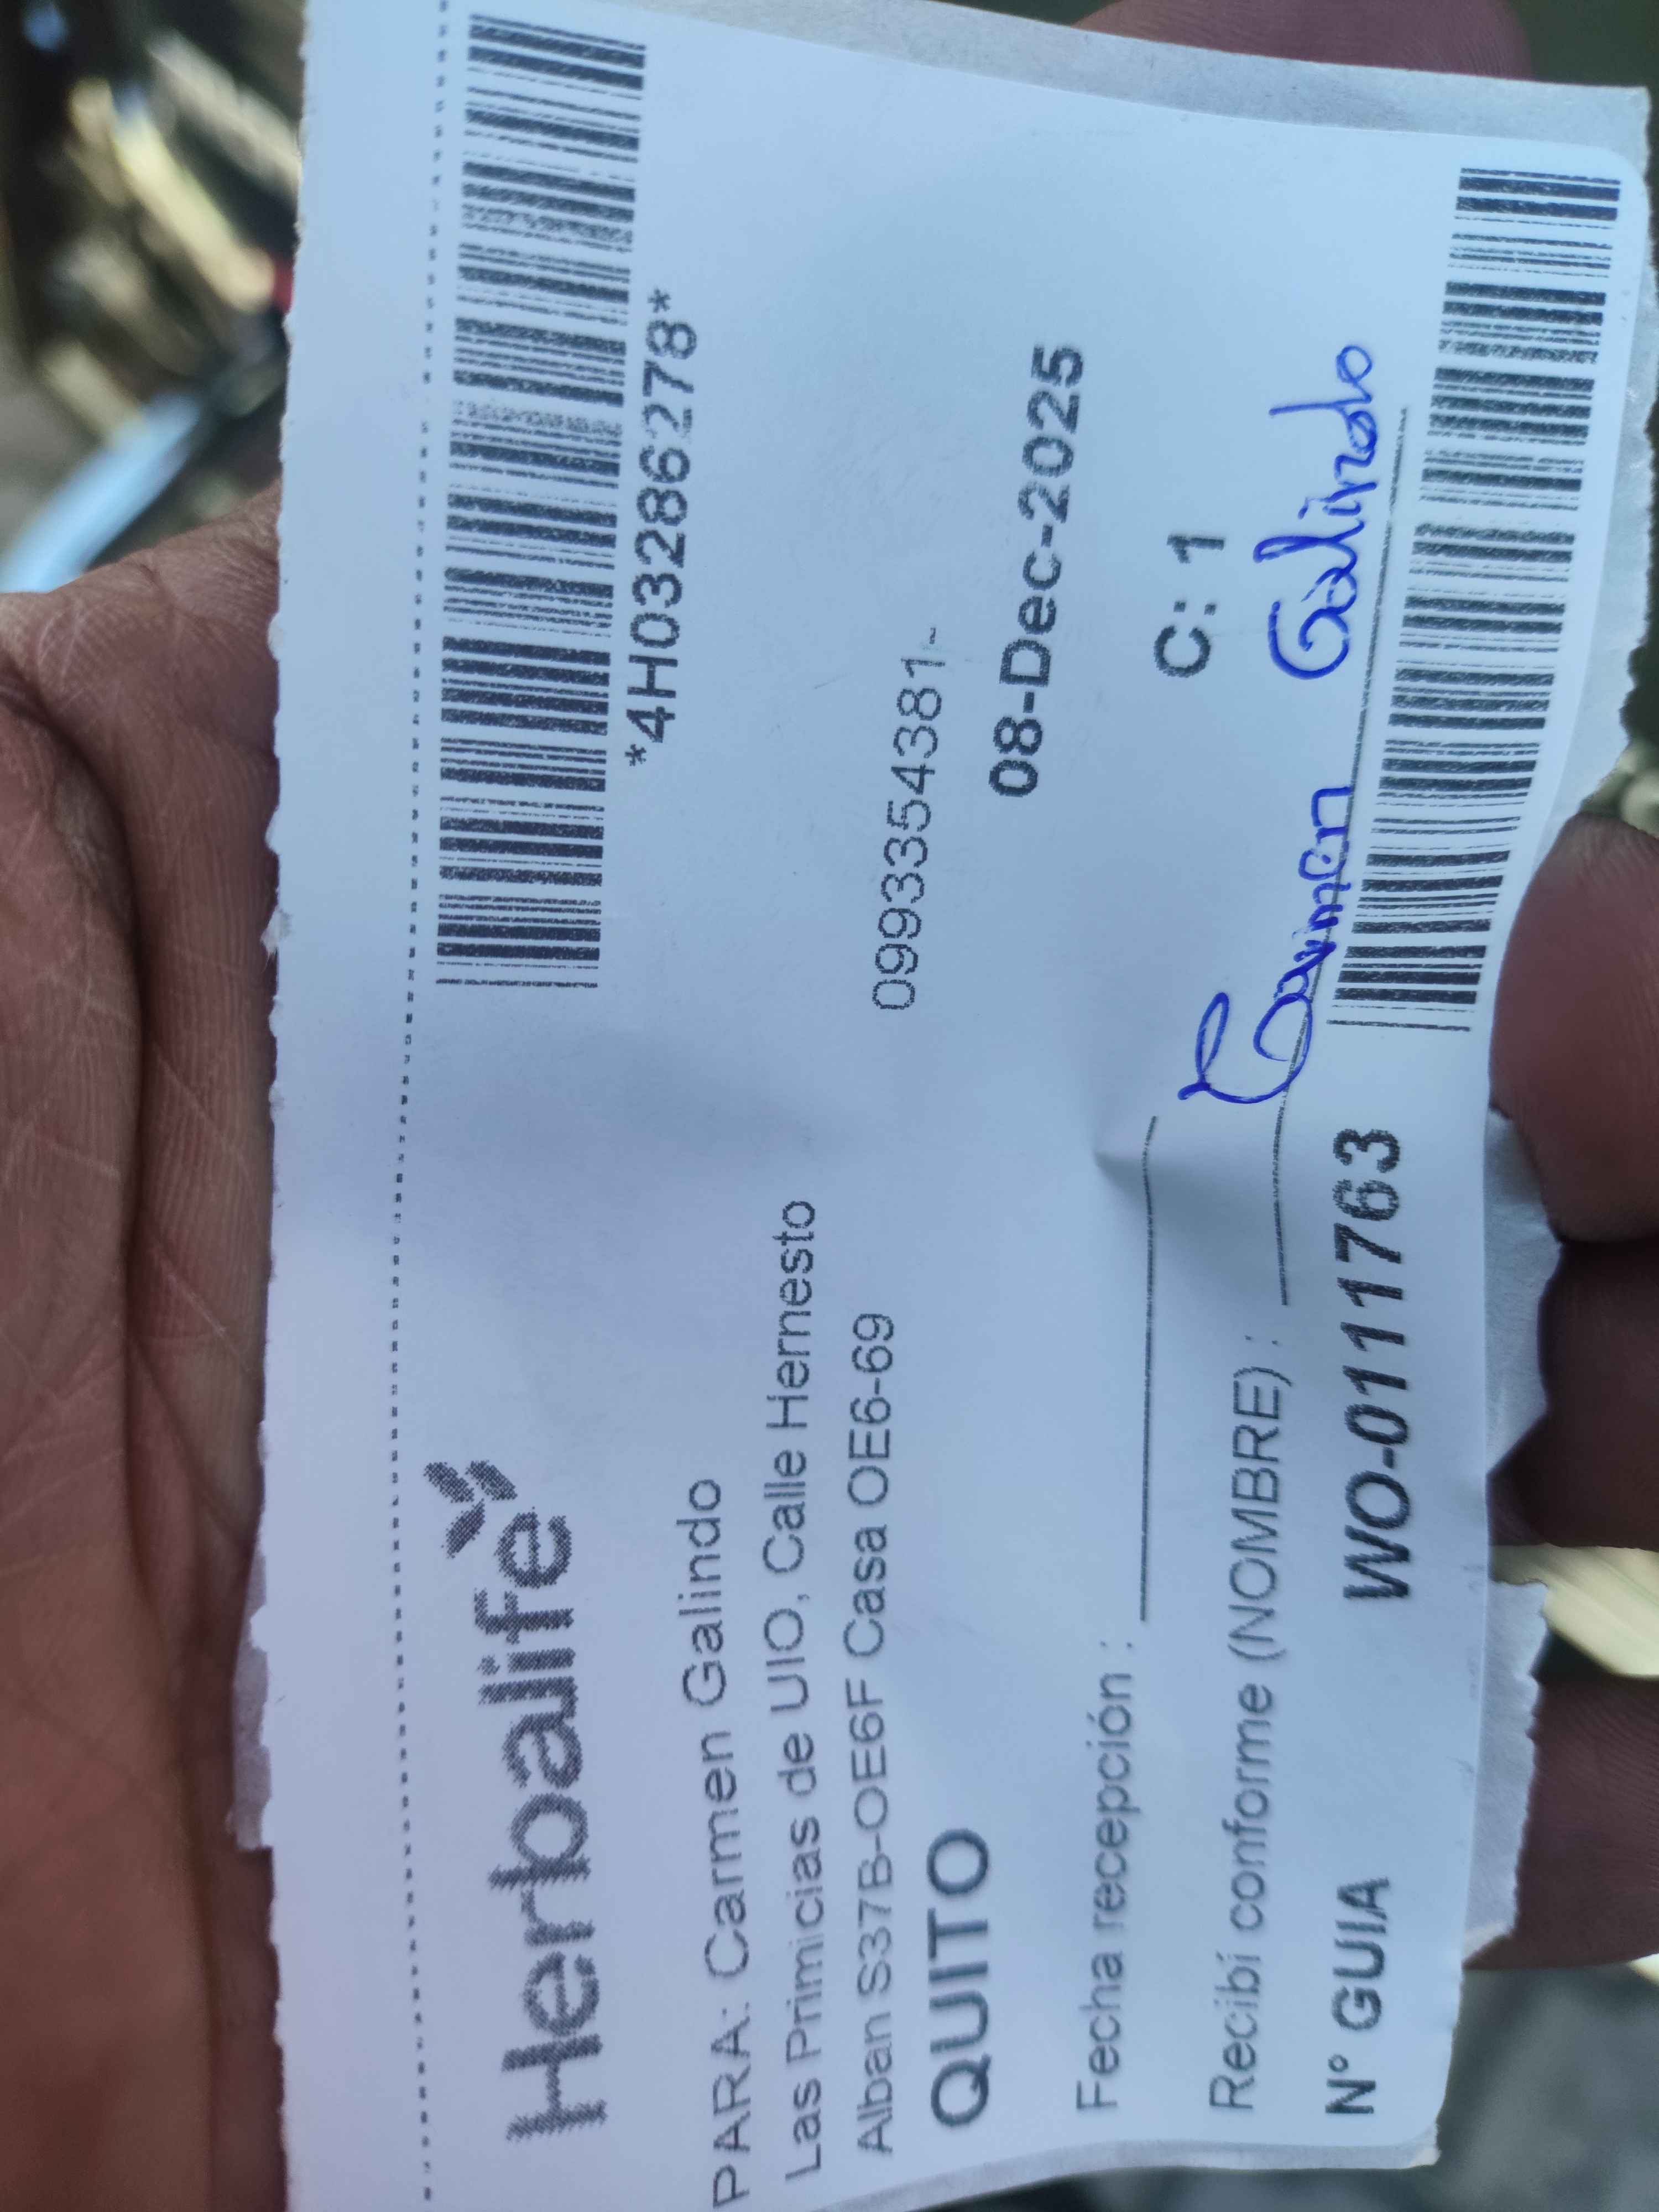 Herbalife
*4H03286278*
PARA: Carmen Galindo
Las Primicias de UIO, Calle Hernesto
Alban S37B-OE6F Casa OE6-69
0993354381-
QUITO
08-Dec-2025
Fecha recepción :
C: 1
Recibí conforme (NOMBRE) : Carmen Galindo
N° GUIA WO-0111763